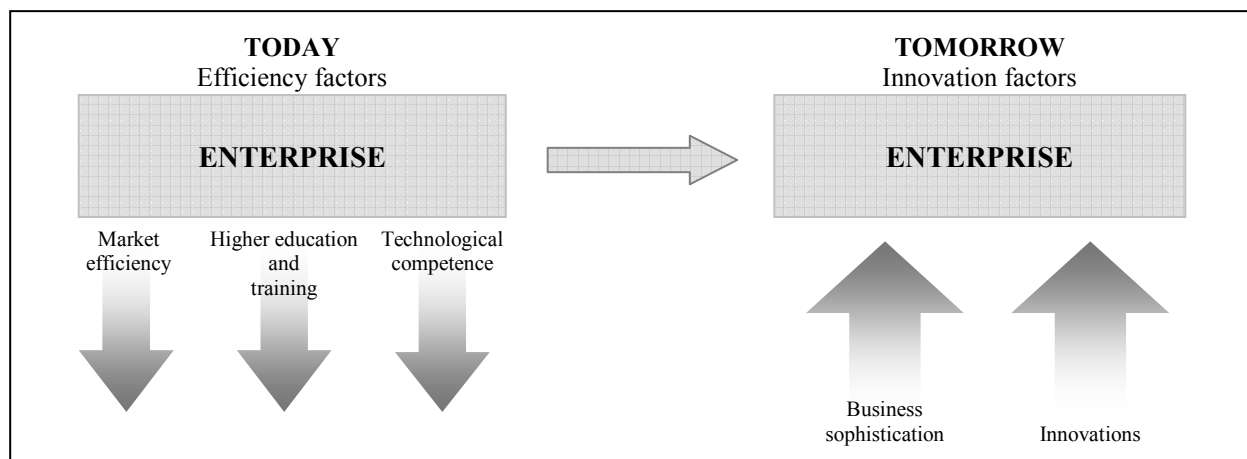 TODAY
Efficiency factors
ENTERPRISE
Market
efficiency
Higher education
and
training
Technological
competence
TOMORROW
Innovation factors
ENTERPRISE
Business
sophistication
Innovations